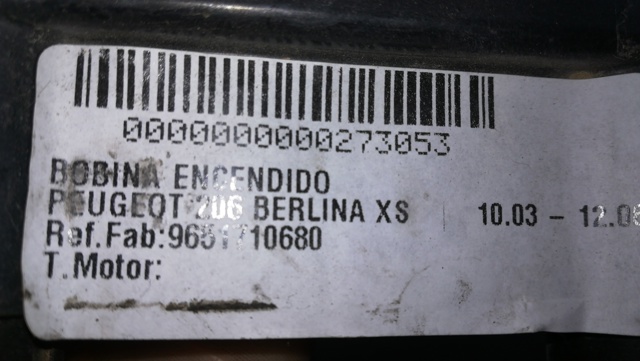 0000000000273053
BOBINA ENCENDIDO
PEUGEOT 206 BERLINA XS | 10.03 - 12.06
Ref.Fab:9651710680
T.Motor: